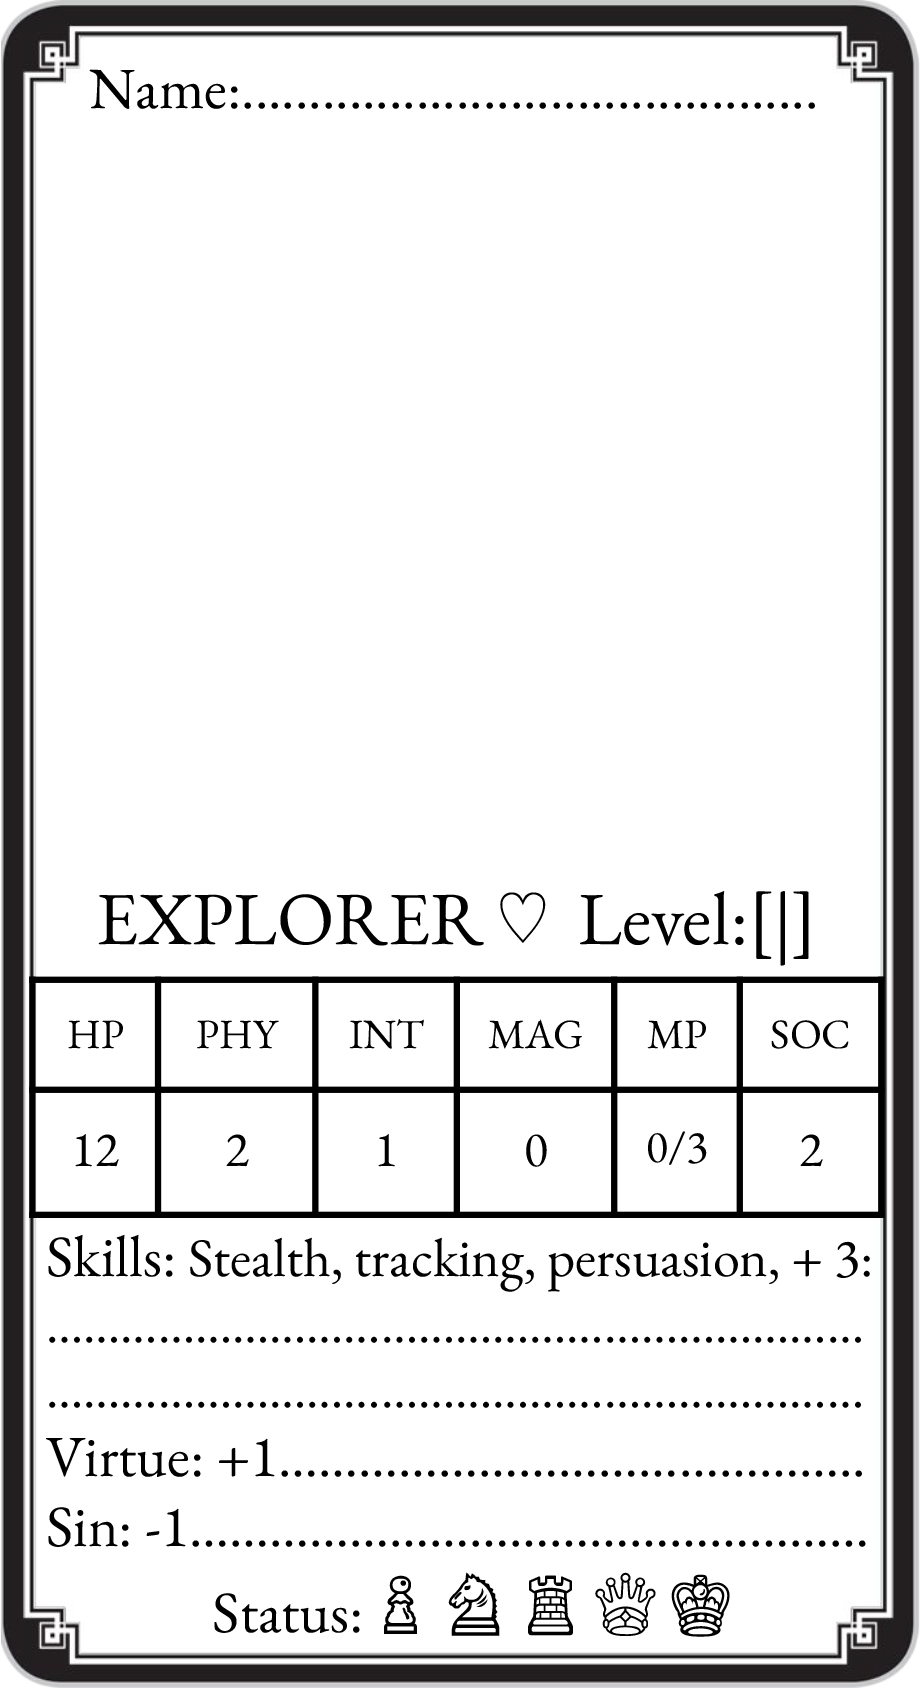 Name:............................................
EXPLORER ♡ Level:[|]
HP PHY INT MAG MP SOC
12 2 1 0 0/3 2
Skills: Stealth, tracking, persuasion, + 3:
..................................................................
..................................................................
Virtue: +1.............................................
Sin: -1....................................................
Status: ♙ ♘ ♖ ♕ ♔